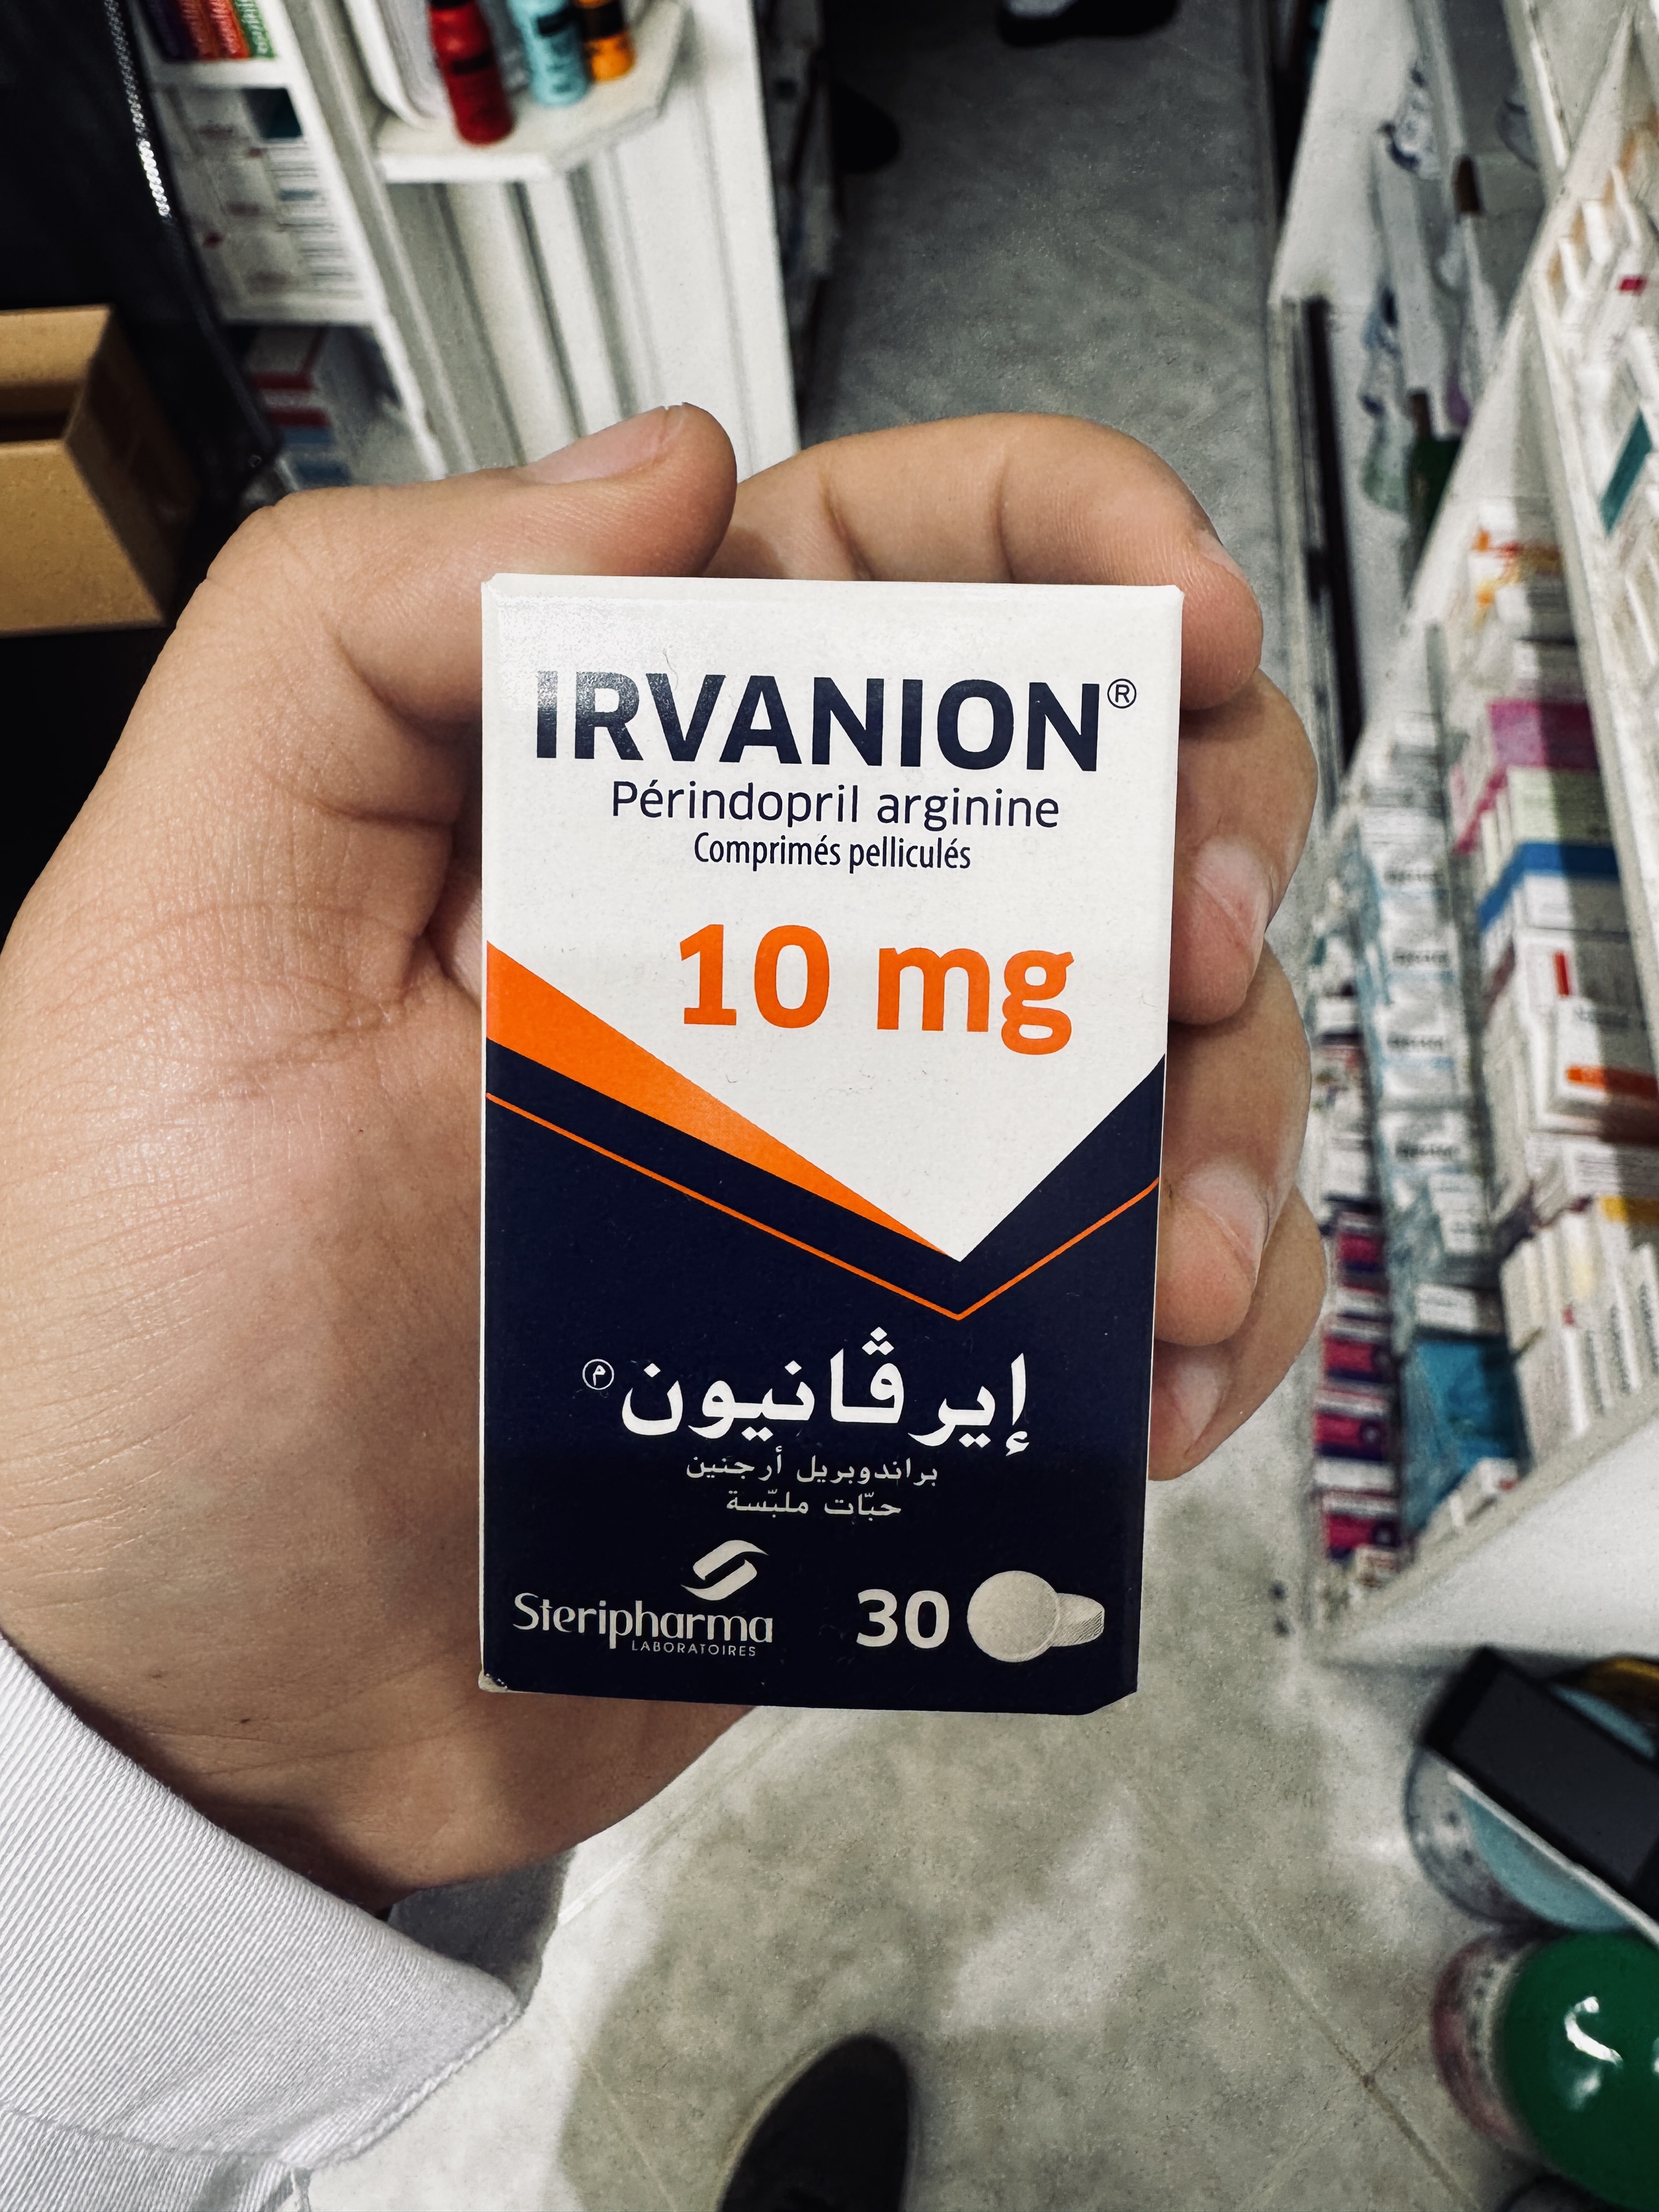 IRVANION®
Périndopril arginine
Comprimés pelliculés
10 mg
إيرڤانيون م
براندوبريل أرجنين
حبّات ملبّسة
Steripharma
LABORATOIRES
30